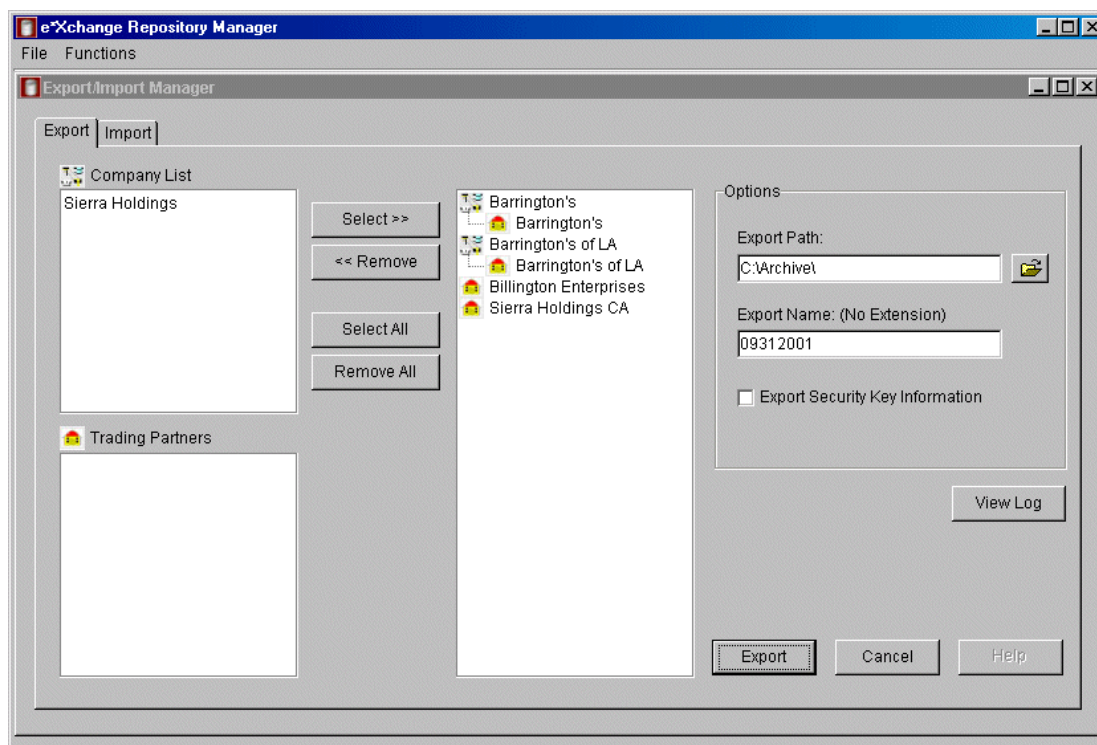 e*Xchange Repository Manager
File Functions
Export/Import Manager
Export Import
Company List
Sierra Holdings
Select >>
<< Remove
Select All
Remove All
Trading Partners
Barrington's
Barrington's
Barrington's of LA
Barrington's of LA
Billington Enterprises
Sierra Holdings CA
Options
Export Path:
C:\Archive\
Export Name: (No Extension)
09312001
Export Security Key Information
View Log
Export Cancel Help